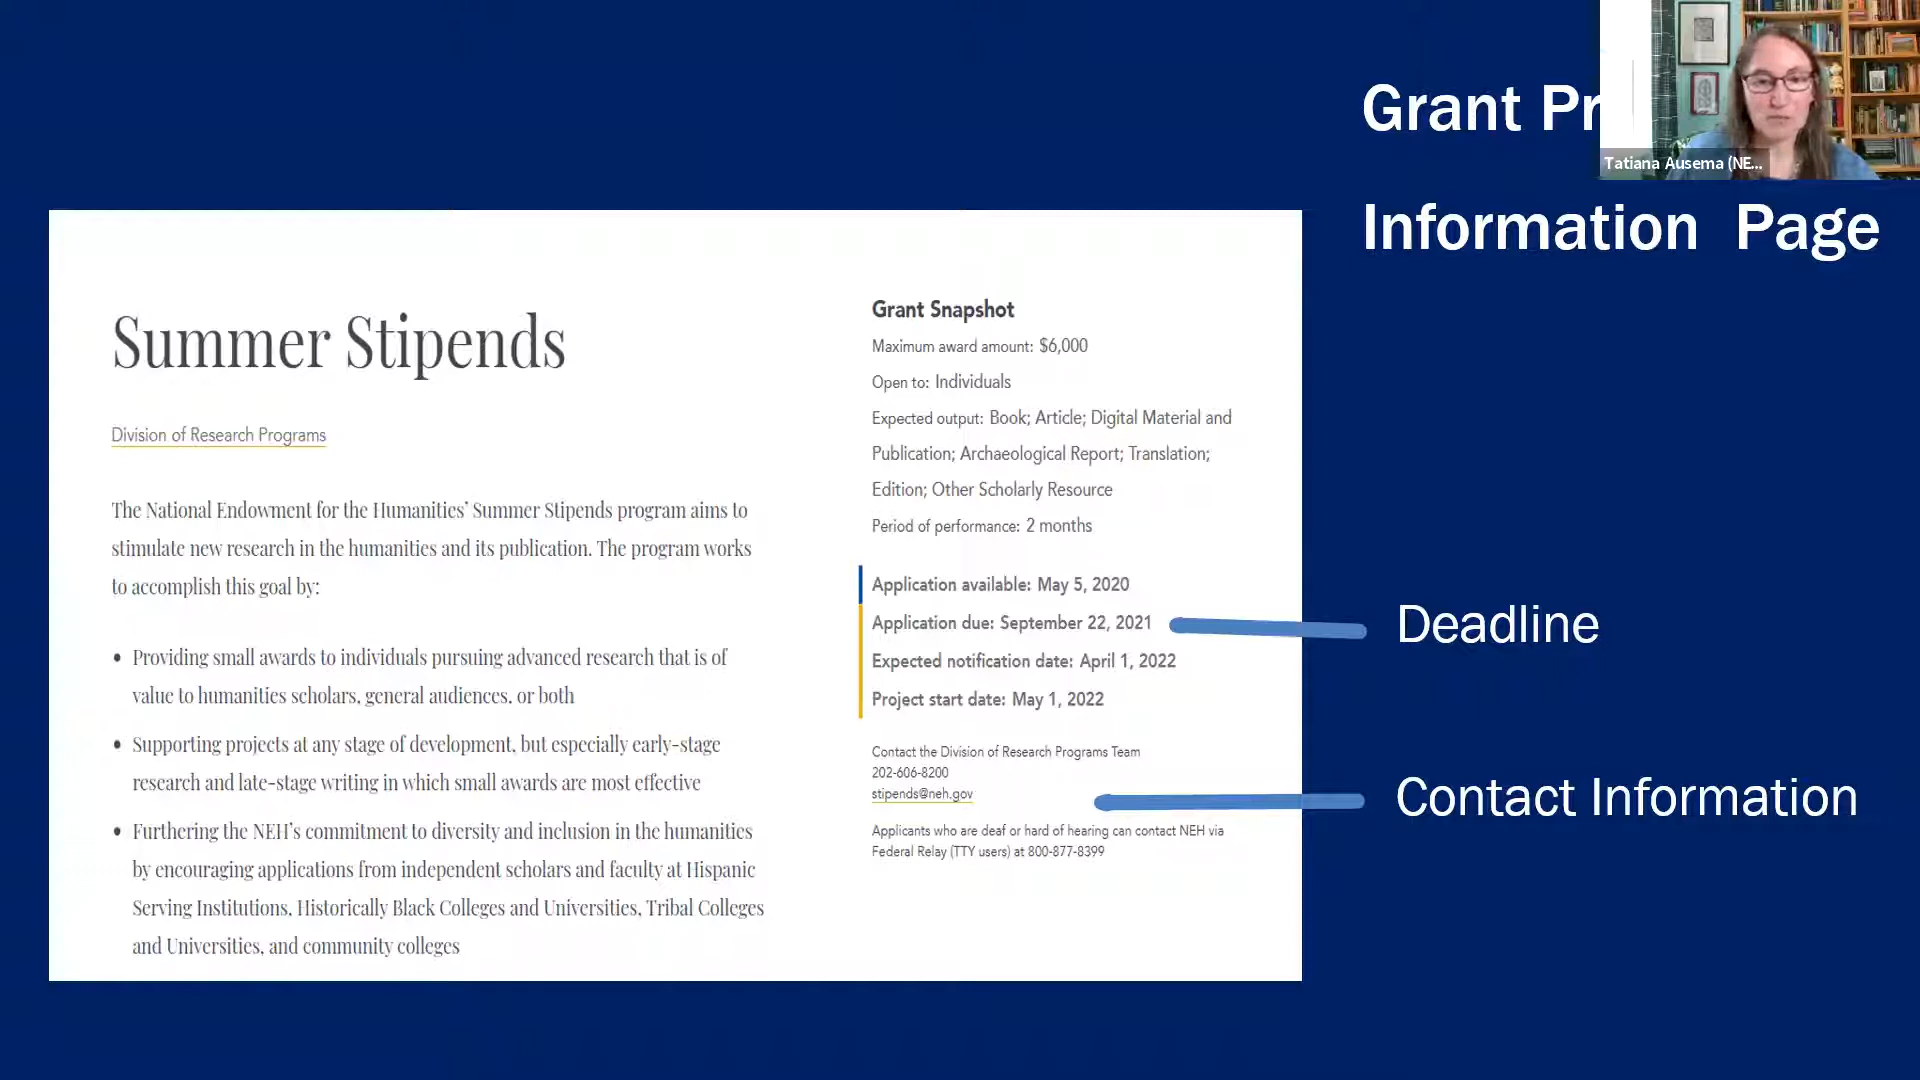 Grant Pr
Information Page
Tatiana Ausema (NE...
Summer Stipends
Division of Research Programs
The National Endowment for the Humanities' Summer Stipends program aims to
stimulate new research in the humanities and its publication. The program works
to accomplish this goal by:
• Providing small awards to individuals pursuing advanced research that is of
value to humanities scholars, general audiences, or both
• Supporting projects at any stage of development, but especially early-stage
research and late-stage writing in which small awards are most effective
• Furthering the NEH's commitment to diversity and inclusion in the humanities
by encouraging applications from independent scholars and faculty at Hispanic
Serving Institutions, Historically Black Colleges and Universities, Tribal Colleges
and Universities, and community colleges
Grant Snapshot
Maximum award amount: $6,000
Open to: Individuals
Expected output: Book; Article; Digital Material and
Publication; Archaeological Report; Translation;
Edition; Other Scholarly Resource
Period of performance: 2 months
Application available: May 5, 2020
Application due: September 22, 2021
Expected notification date: April 1, 2022
Project start date: May 1, 2022
Contact the Division of Research Programs Team
202-606-8200
stipends@neh.gov
Applicants who are deaf or hard of hearing can contact NEH via
Federal Relay (TTY users) at 800-877-8399
Deadline
Contact Information